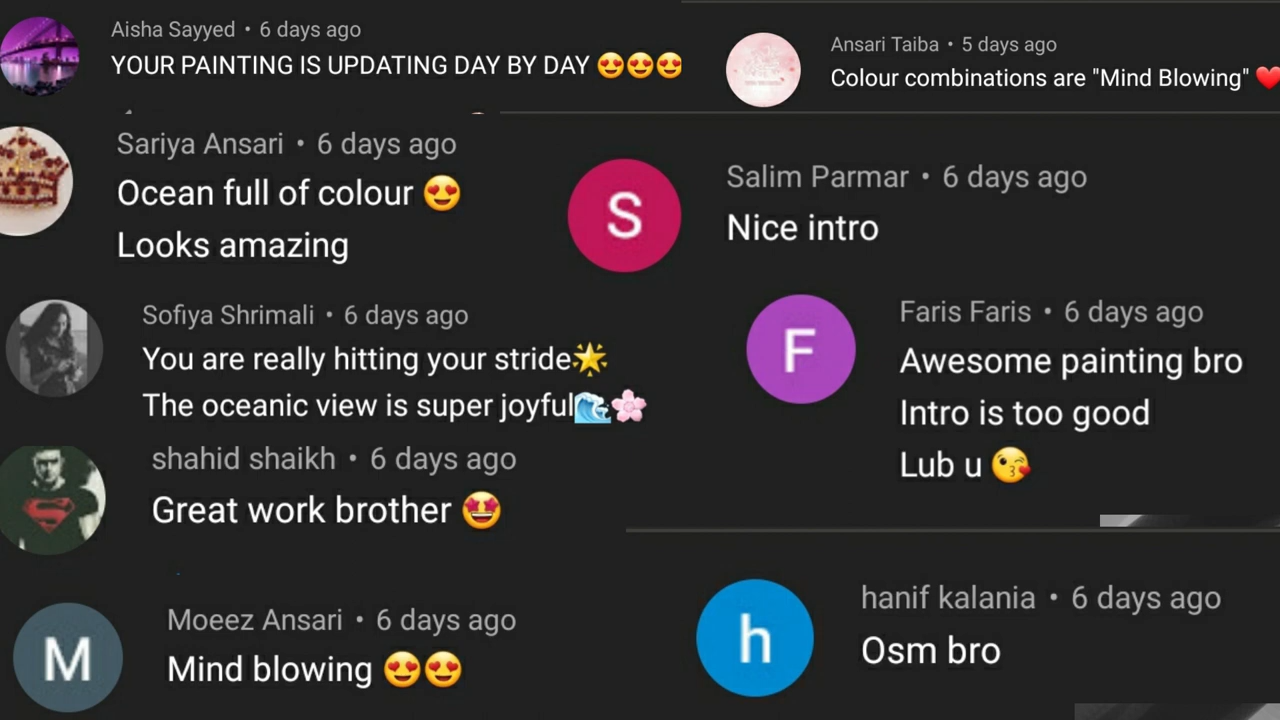 Aisha Sayyed • 6 days ago
YOUR PAINTING IS UPDATING DAY BY DAY 😍😍😍
Ansari Taiba • 5 days ago
Colour combinations are "Mind Blowing" ❤️
Sariya Ansari • 6 days ago
Ocean full of colour 😍
Looks amazing
S
Salim Parmar • 6 days ago
Nice intro
Sofiya Shrimali • 6 days ago
You are really hitting your stride🌟
The oceanic view is super joyful🌊🌸
F
Faris Faris • 6 days ago
Awesome painting bro
Intro is too good
Lub u 😘
shahid shaikh • 6 days ago
Great work brother 🤩
M
Moeez Ansari • 6 days ago
Mind blowing 😍😍
h
hanif kalania • 6 days ago
Osm bro